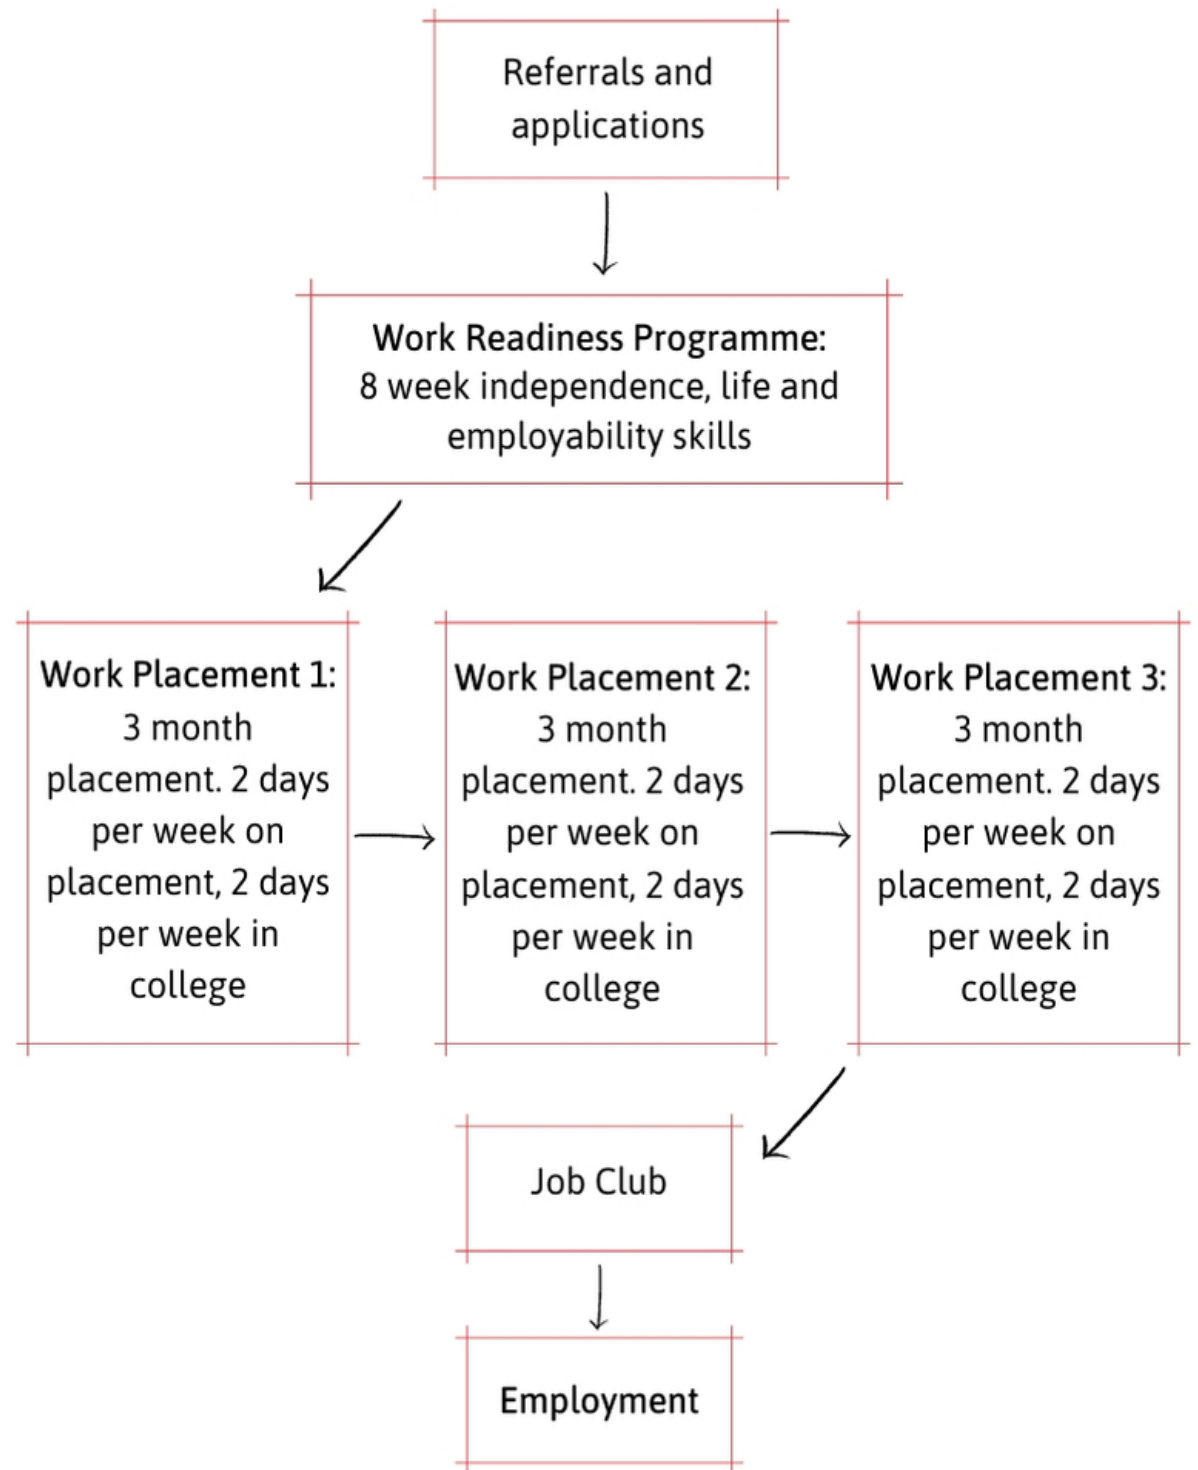 Referrals and
applications
Work Readiness Programme:
8 week independence, life and
employability skills
Work Placement 1:
3 month
placement. 2 days
per week on
placement, 2 days
per week in
college
Work Placement 2:
3 month
placement. 2 days
per week on
placement, 2 days
per week in
college
Work Placement 3:
3 month
placement. 2 days
per week on
placement, 2 days
per week in
college
Job Club
Employment